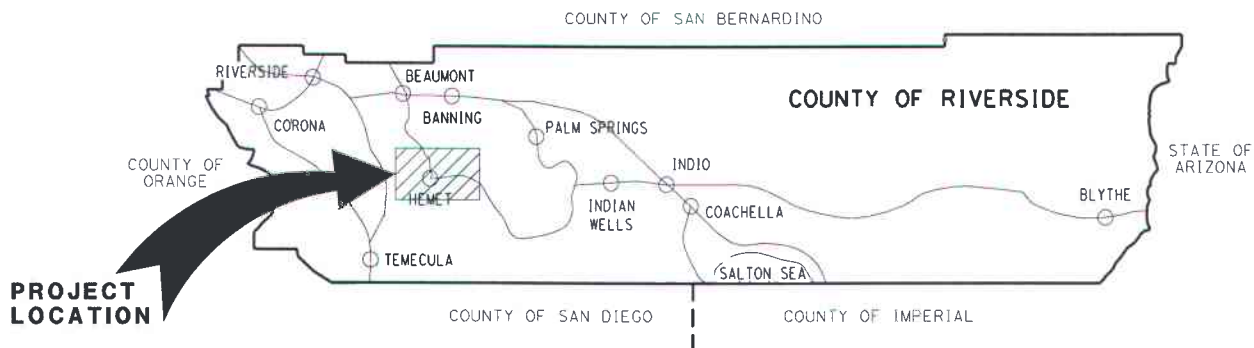 COUNTY OF SAN BERNARDINO
RIVERSIDE
BEAUMONT
COUNTY OF RIVERSIDE
CORONA
BANNING
PALM SPRINGS
COUNTY OF
ORANGE
INDIO
STATE OF
ARIZONA
HEMET
INDIAN
WELLS
COACHELLA
BLYTHE
TEMECULA
SALTON SEA
PROJECT
LOCATION
COUNTY OF SAN DIEGO
COUNTY OF IMPERIAL